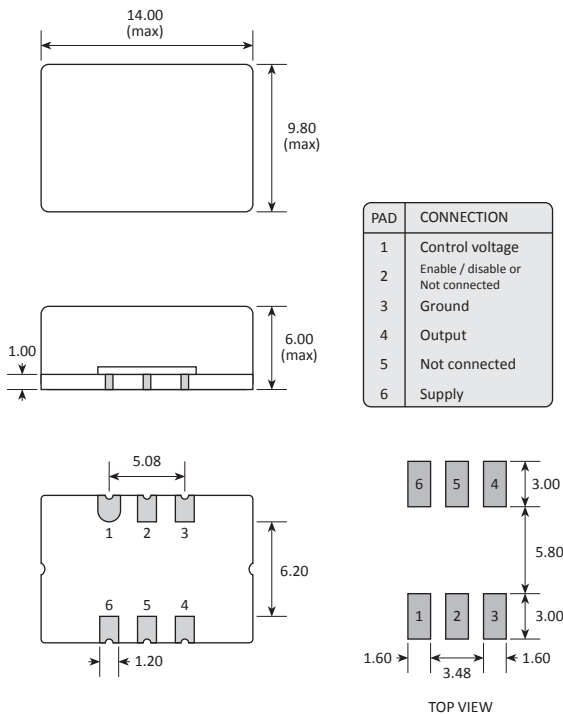 14.00
(max)
9.80
(max)
PAD CONNECTION
1 Control voltage
2 Enable / disable or
Not connected
3 Ground
4 Output
5 Not connected
6 Supply
1.00
6.00
(max)
5.08
1 2 3
6.20
6 5 4
1.20
6 5 4
3.00
5.80
1 2 3
3.00
1.60
3.48
1.60
TOP VIEW